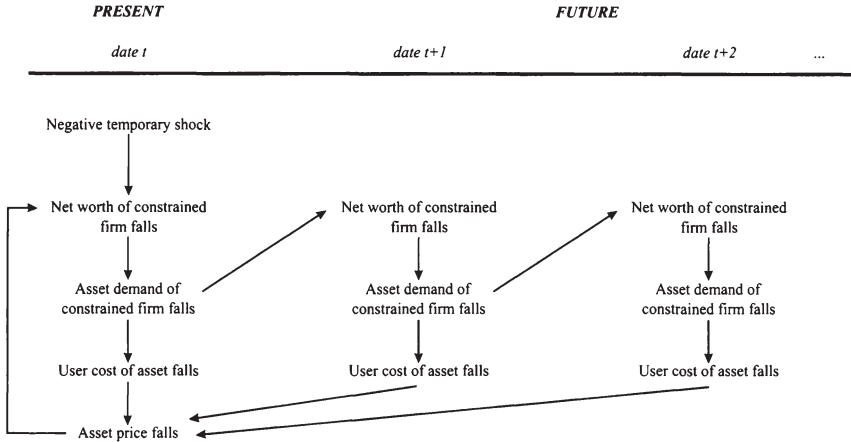 PRESENT FUTURE
date t date t+1 date t+2 ...
Negative temporary shock
Net worth of constrained
firm falls
Net worth of constrained
firm falls
Net worth of constrained
firm falls
Asset demand of
constrained firm falls
Asset demand of
constrained firm falls
Asset demand of
constrained firm falls
User cost of asset falls
User cost of asset falls
User cost of asset falls
Asset price falls